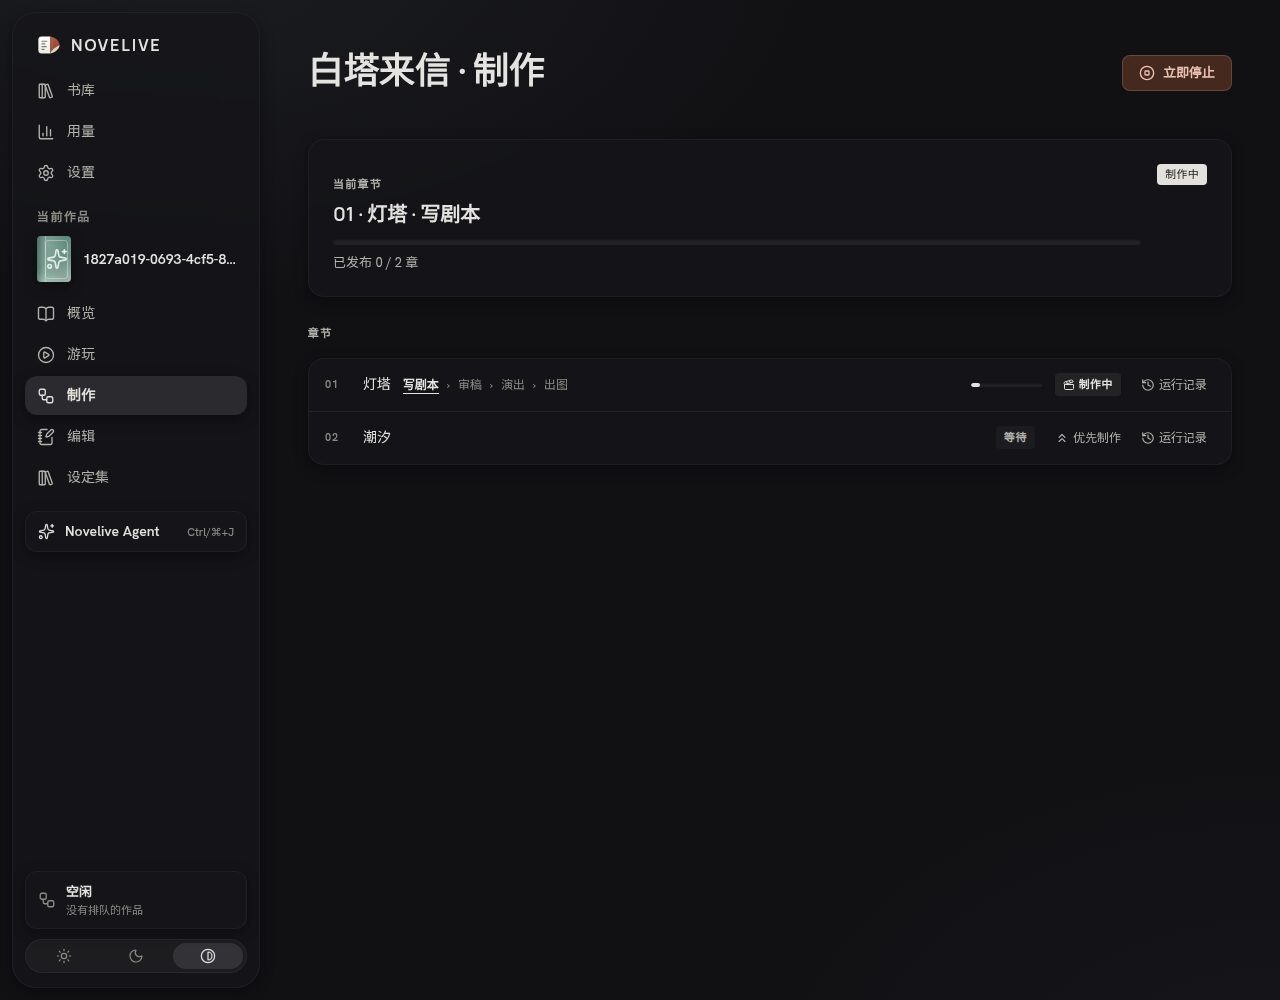 NOVELIVE
书库
用量
设置
当前作品
1827a019-0693-4cf5-8...
概览
游玩
制作
编辑
设定集
Novelive Agent Ctrl/⌘+J
空闲
没有排队的作品
白塔来信 · 制作
立即停止
当前章节
制作中
01 · 灯塔 · 写剧本
已发布 0 / 2 章
章节
01 灯塔 写剧本 › 审稿 › 演出 › 出图 制作中 运行记录
02 潮汐 等待 优先制作 运行记录